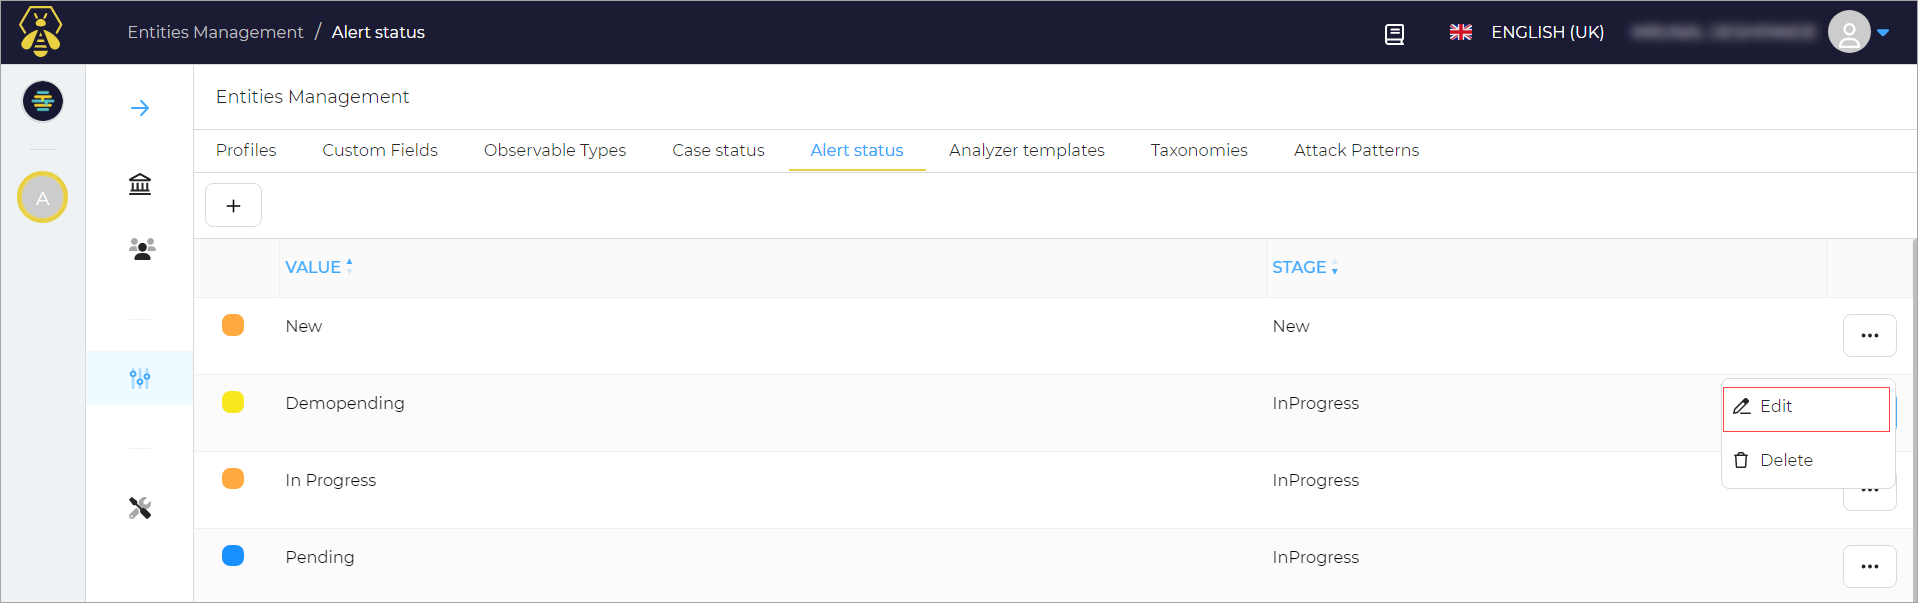 Entities Management / Alert status
ENGLISH (UK)
A
Entities Management
Profiles Custom Fields Observable Types Case status Alert status Analyzer templates Taxonomies Attack Patterns
+
VALUE STAGE
New New
Demopending InProgress
Edit
In Progress InProgress
Delete
Pending InProgress